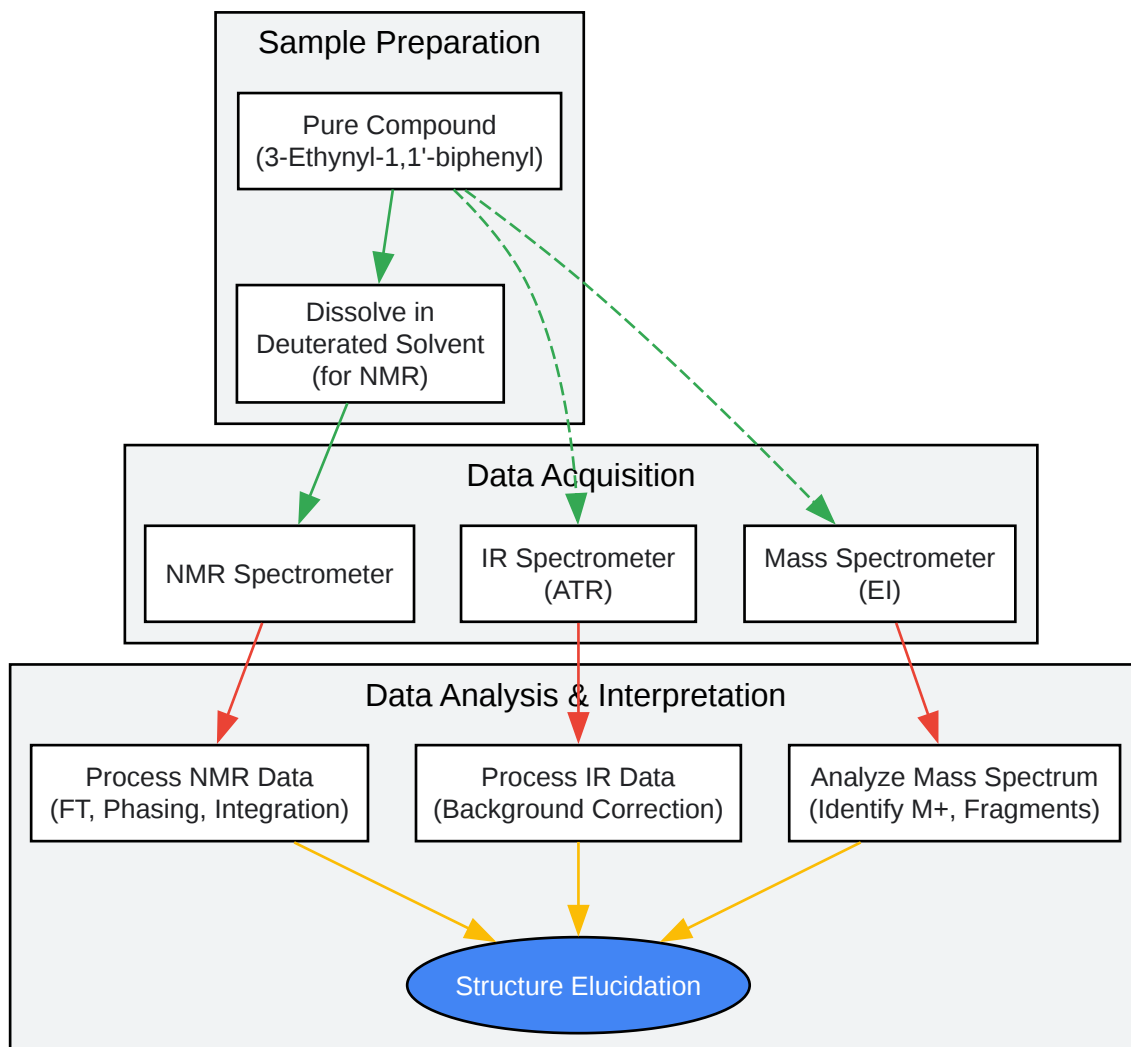 Sample Preparation
Pure Compound
(3-Ethynyl-1,1'-biphenyl)
Dissolve in
Deuterated Solvent
(for NMR)
Data Acquisition
NMR Spectrometer
IR Spectrometer
(ATR)
Mass Spectrometer
(EI)
Data Analysis & Interpretation
Process NMR Data
(FT, Phasing, Integration)
Process IR Data
(Background Correction)
Analyze Mass Spectrum
(Identify M+, Fragments)
Structure Elucidation